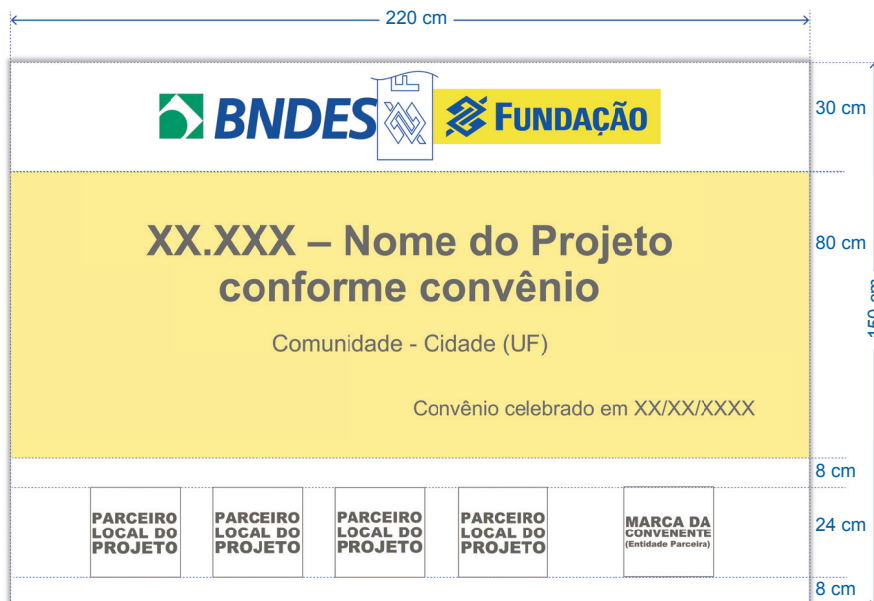 220 cm
BNDES
FUNDAÇÃO
30 cm
XX.XXX – Nome do Projeto
conforme convênio
80 cm
150 cm
Comunidade - Cidade (UF)
Convênio celebrado em XX/XX/XXXX
8 cm
PARCEIRO
LOCAL DO
PROJETO
PARCEIRO
LOCAL DO
PROJETO
PARCEIRO
LOCAL DO
PROJETO
PARCEIRO
LOCAL DO
PROJETO
MARCA DA
CONVENENTE
(Entidade Parceira)
24 cm
8 cm